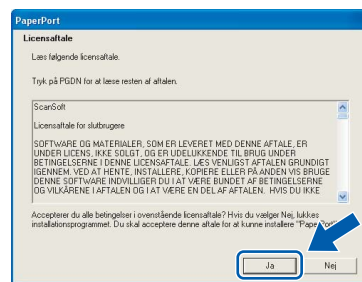 PaperPort
Licensaftale
Læs følgende licensaftale.
Tryk på PGDN for at læse resten af aftalen.
ScanSoft
Licensaftale for slutbrugere
SOFTWARE OG MATERIALER, SOM ER LEVERET MED DENNE AFTALE, ER
UNDER LICENS, IKKE SOLGT, OG ER UDELUKKENDE TIL BRUG UNDER
BETINGELSERNE I DENNE LICENSAFTALE. LÆS VENLIGST AFTALEN GRUNDIGT
IGENNEM. VED AT HENTE, INSTALLERE, KOPIERE ELLER PÅ ANDEN VIS BRUGE
DENNE SOFTWARE INDVILLIGER DU I AT VÆRE BUNDET AF BETINGELSERNE
OG VILKÅRENE I AFTALEN OG I AT VÆRE EN DEL AF AFTALEN. HVIS DU IKKE
Accepterer du alle betingelser i ovenstående licensaftale? Hvis du vælger Nej, lukkes
installationsprogrammet. Du skal acceptere denne aftale for at kunne installere "PaperPort"
Ja
Nej